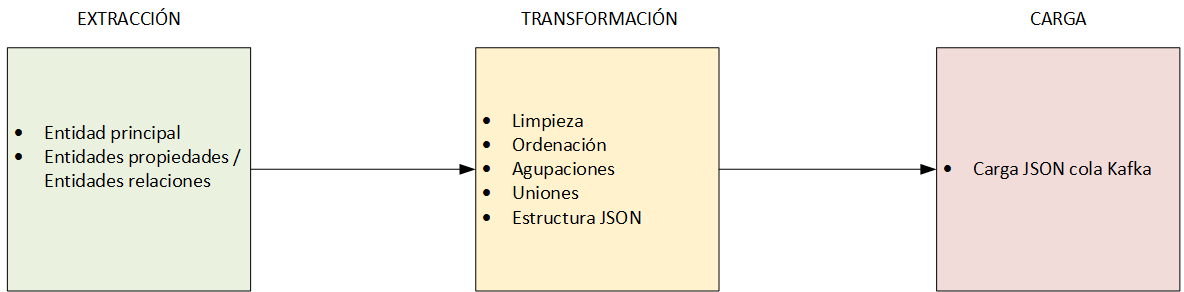 EXTRACCIÓN
TRANSFORMACIÓN
CARGA
• Entidad principal
• Entidades propiedades /
Entidades relaciones
• Limpieza
• Ordenación
• Agupaciones
• Uniones
• Estructura JSON
• Carga JSON cola Kafka